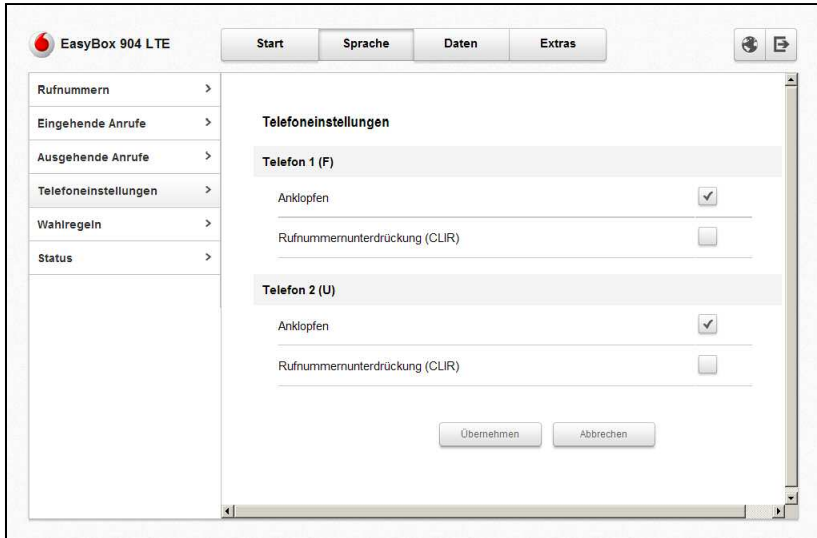 EasyBox 904 LTE
Start
Sprache
Daten
Extras
Rufnummern
Eingehende Anrufe
Ausgehende Anrufe
Telefoneinstellungen
Wahlregeln
Status
Telefoneinstellungen
Telefon 1 (F)
Anklopfen
Rufnummernunterdrückung (CLIR)
Telefon 2 (U)
Anklopfen
Rufnummernunterdrückung (CLIR)
Übernehmen
Abbrechen